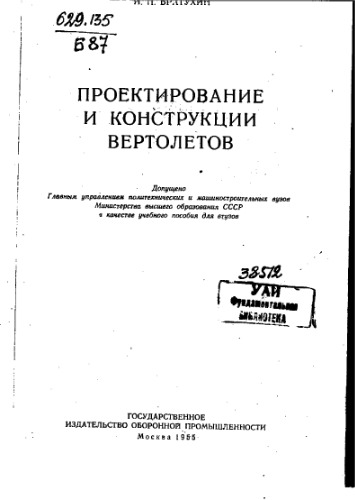 И. П. БРАТУХИН
629.135
Б87
ПРОЕКТИРОВАНИЕ
И КОНСТРУКЦИИ
ВЕРТОЛЕТОВ
Допущено
Главным управлением политехнических и машиностроительных вузов
Министерства высшего образования СССР
в качестве учебного пособия для втузов
38512
УАИ
Фундаментальная
БИБЛИОТЕКА
ГОСУДАРСТВЕННОЕ
ИЗДАТЕЛЬСТВО ОБОРОННОЙ ПРОМЫШЛЕННОСТИ
Москва 1955